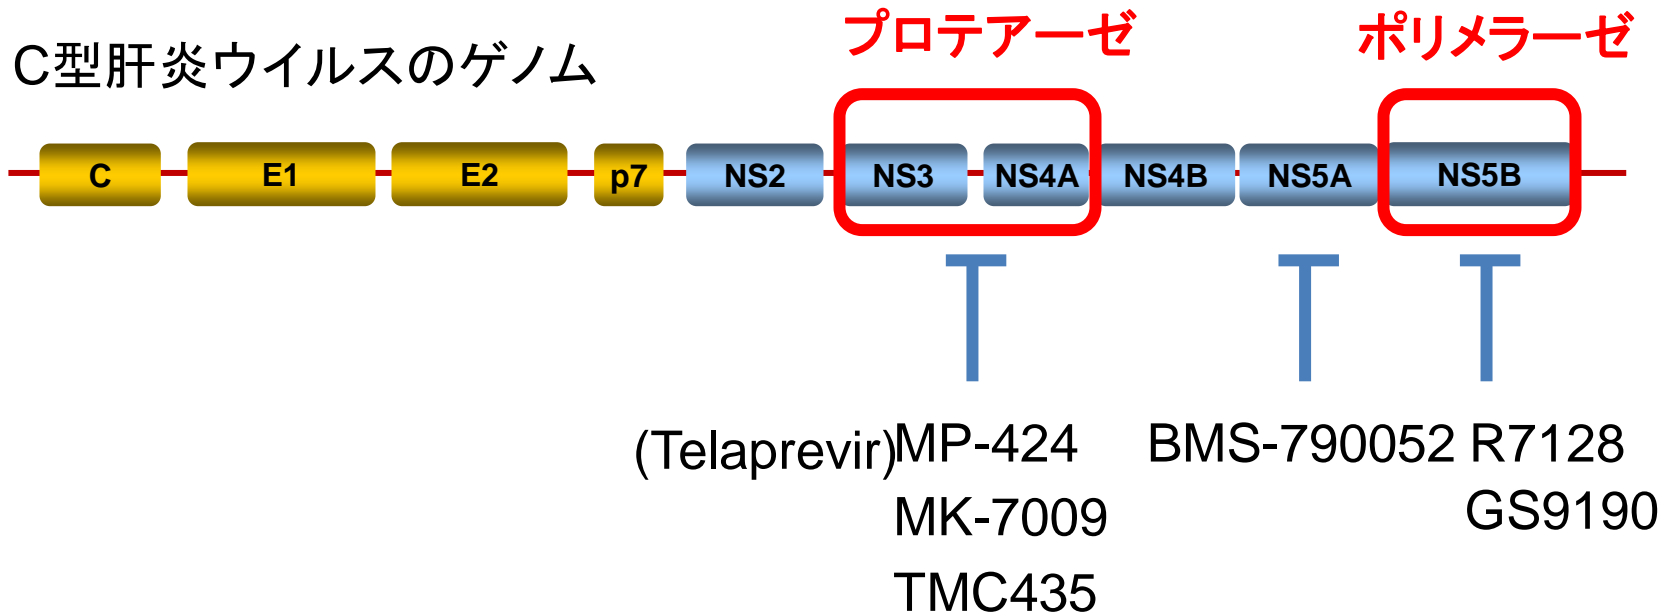 プロテアーゼ ポリメラーゼ
C型肝炎ウイルスのゲノム
C E1 E2 p7 NS2 NS3 NS4A NS4B NS5A NS5B
(Telaprevir) MP-424 BMS-790052 R7128
MK-7009 GS9190
TMC435